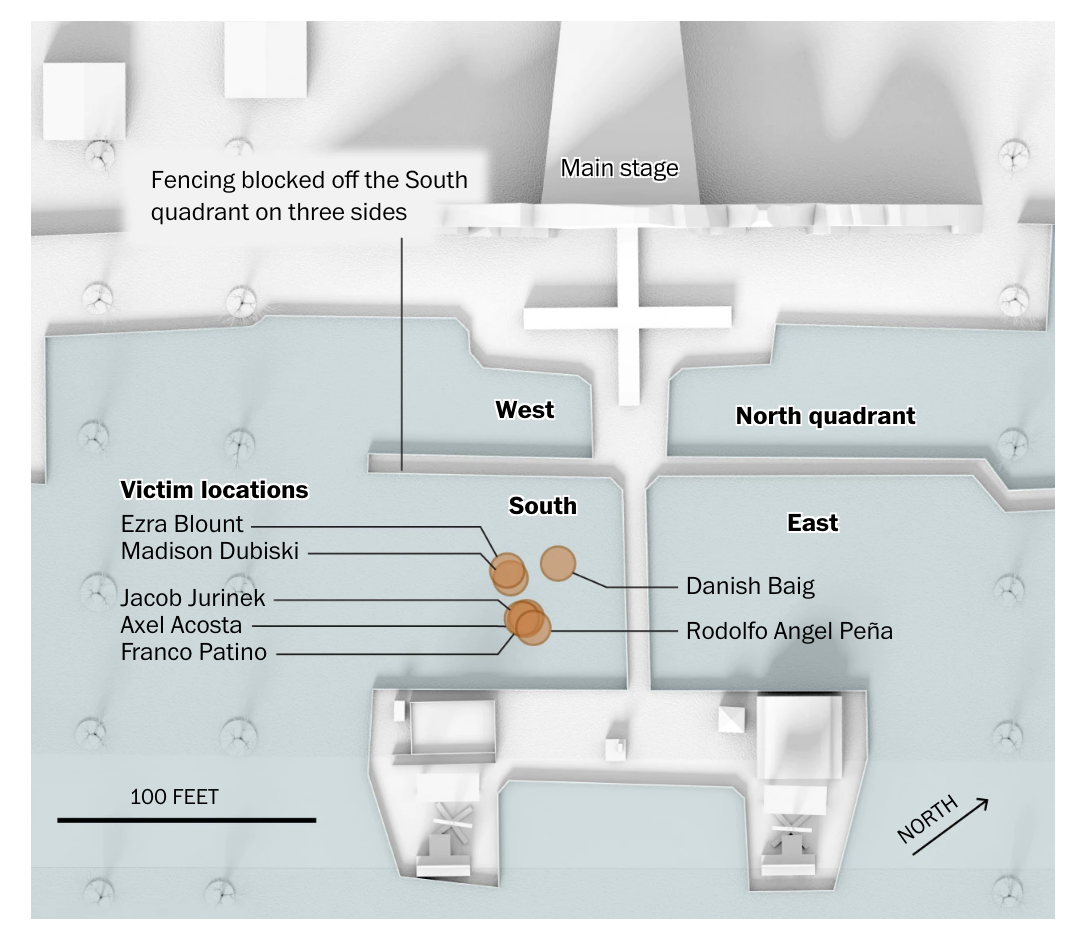 Main stage
Fencing blocked off the South
quadrant on three sides
West
North quadrant
Victim locations
South
East
Ezra Blount
Madison Dubiski
Danish Baig
Jacob Jurinek
Axel Acosta
Rodolfo Angel Peña
Franco Patino
100 FEET
NORTH